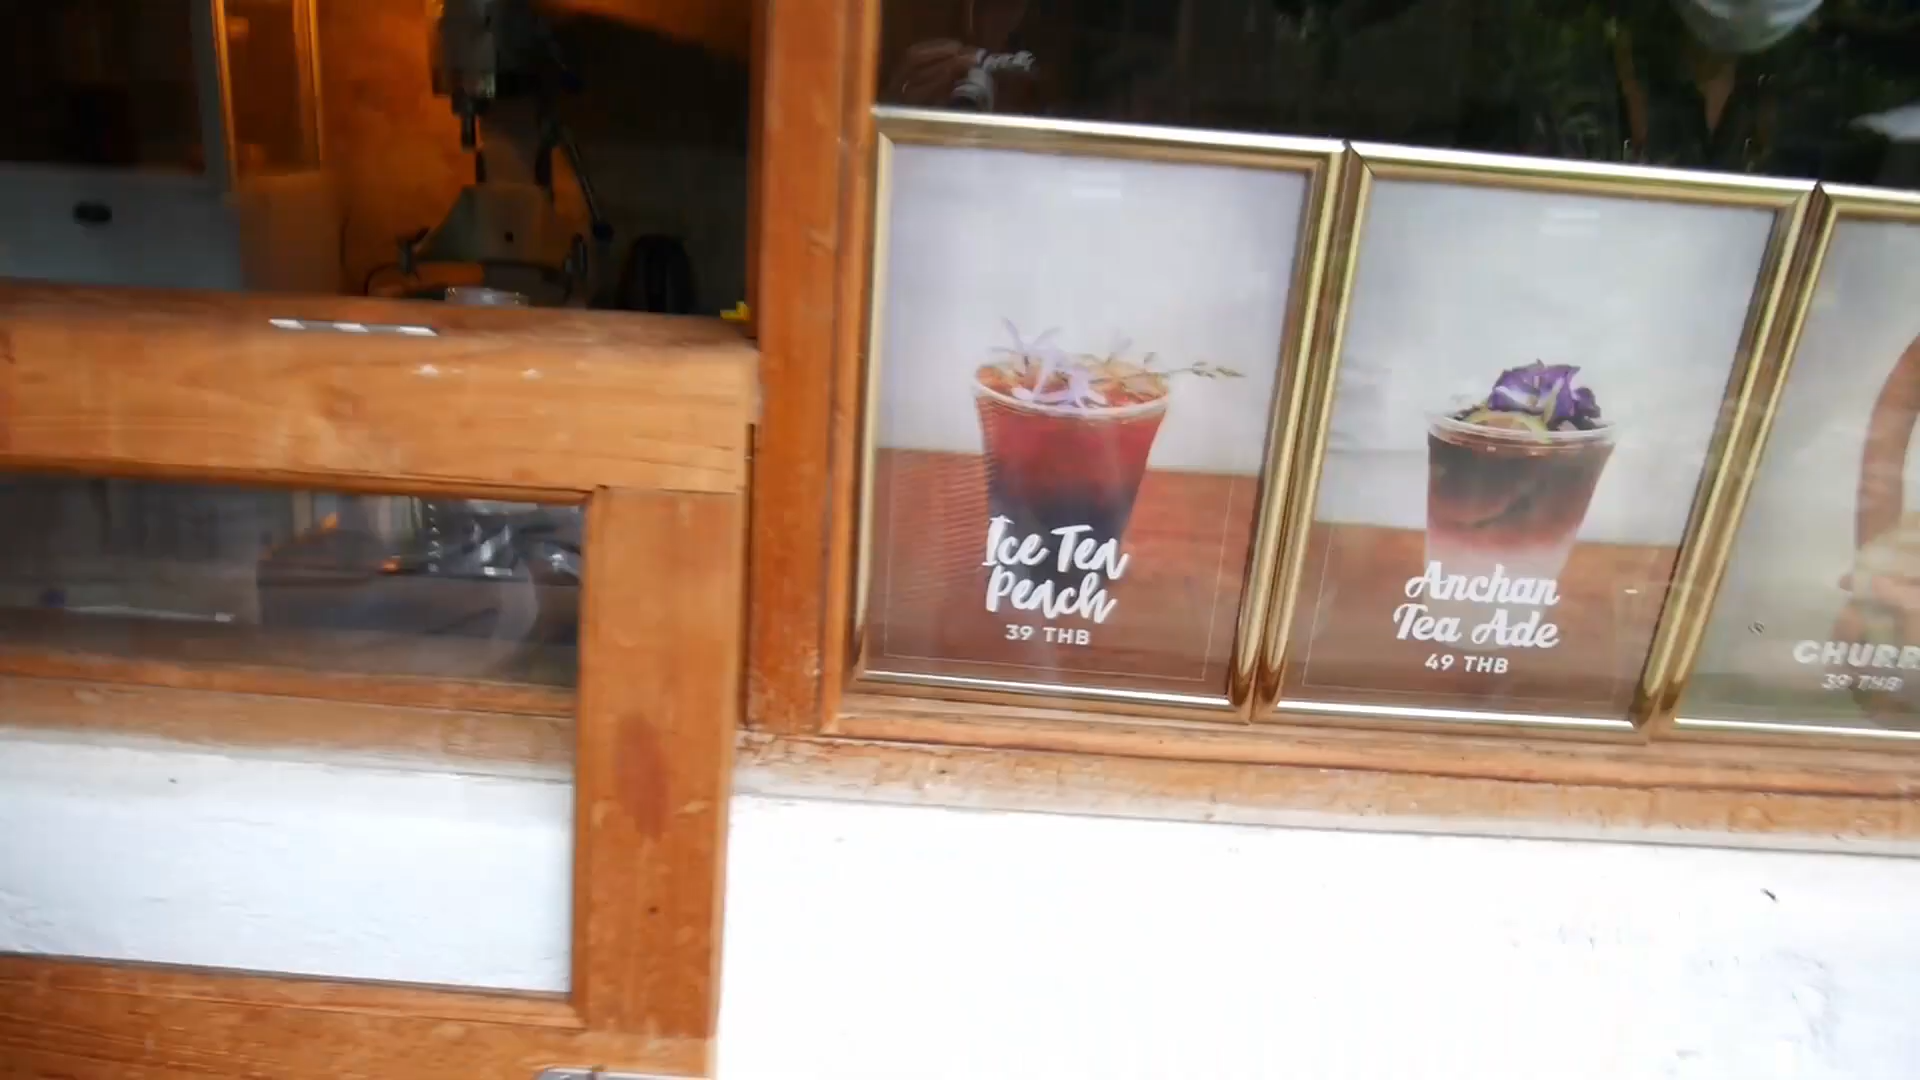 Ice Tea
Peach
39 THB
Anchan
Tea Ade
49 THB
CHURR
39 THB